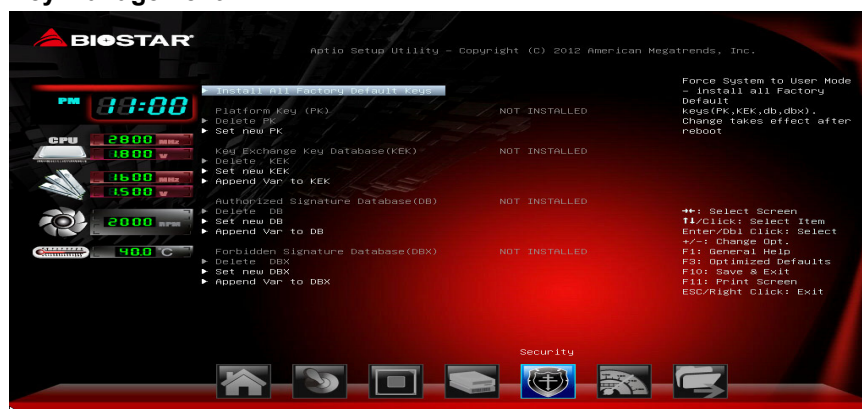 BIOSTAR
Aptio Setup Utility – Copyright (C) 2012 American Megatrends, Inc.
▶ Install All Factory Default Keys
Platform Key (PK) NOT INSTALLED
▶ Delete PK
▶ Set new PK
Key Exchange Key Database(KEK) NOT INSTALLED
▶ Delete KEK
▶ Set new KEK
▶ Append Var to KEK
Authorized Signature Database(DB) NOT INSTALLED
▶ Delete DB
▶ Set new DB
▶ Append Var to DB
Forbidden Signature Database(DBX) NOT INSTALLED
▶ Delete DBX
▶ Set new DBX
▶ Append Var to DBX
PM :00
CPU 2800 MHz
1.800 v
1600 MHz
1.500 v
2000 RPM
40.0 °C
Force System to User Mode
– install all Factory
Default
keys(PK,KEK,db,dbx).
Change takes effect after
reboot
→←: Select Screen
↑↓/Click: Select Item
Enter/Dbl Click: Select
+/-: Change Opt.
F1: General Help
F3: Optimized Defaults
F10: Save & Exit
F11: Print Screen
ESC/Right Click: Exit
Security